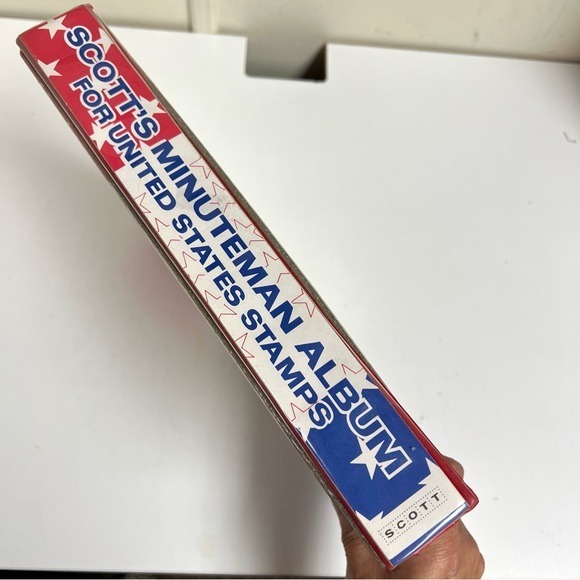 SCOTT'S MINUTEMAN ALBUM
FOR UNITED STATES STAMPS
SCOTT